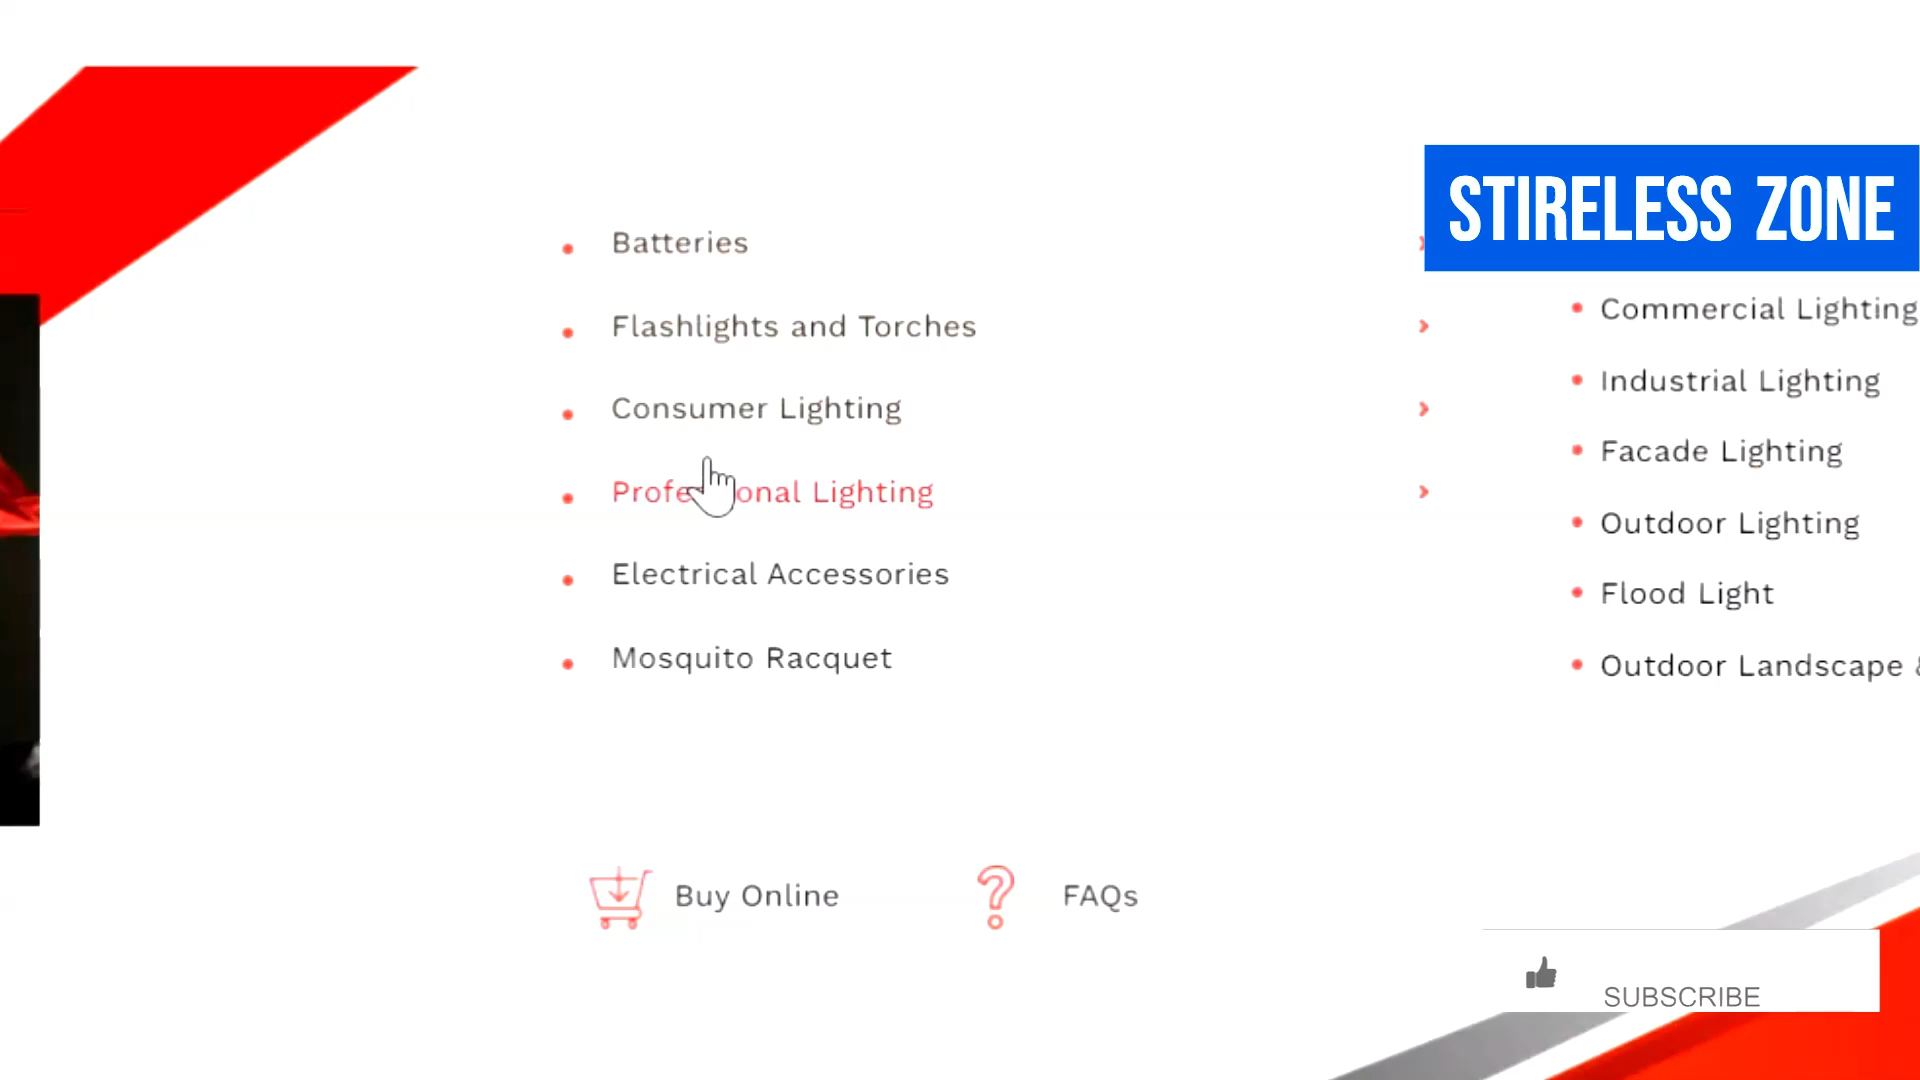 STIRELESS ZONE
Batteries
Flashlights and Torches
Consumer Lighting
Professional Lighting
Electrical Accessories
Mosquito Racquet
Commercial Lighting
Industrial Lighting
Facade Lighting
Outdoor Lighting
Flood Light
Outdoor Landscape &
Buy Online
FAQs
SUBSCRIBE